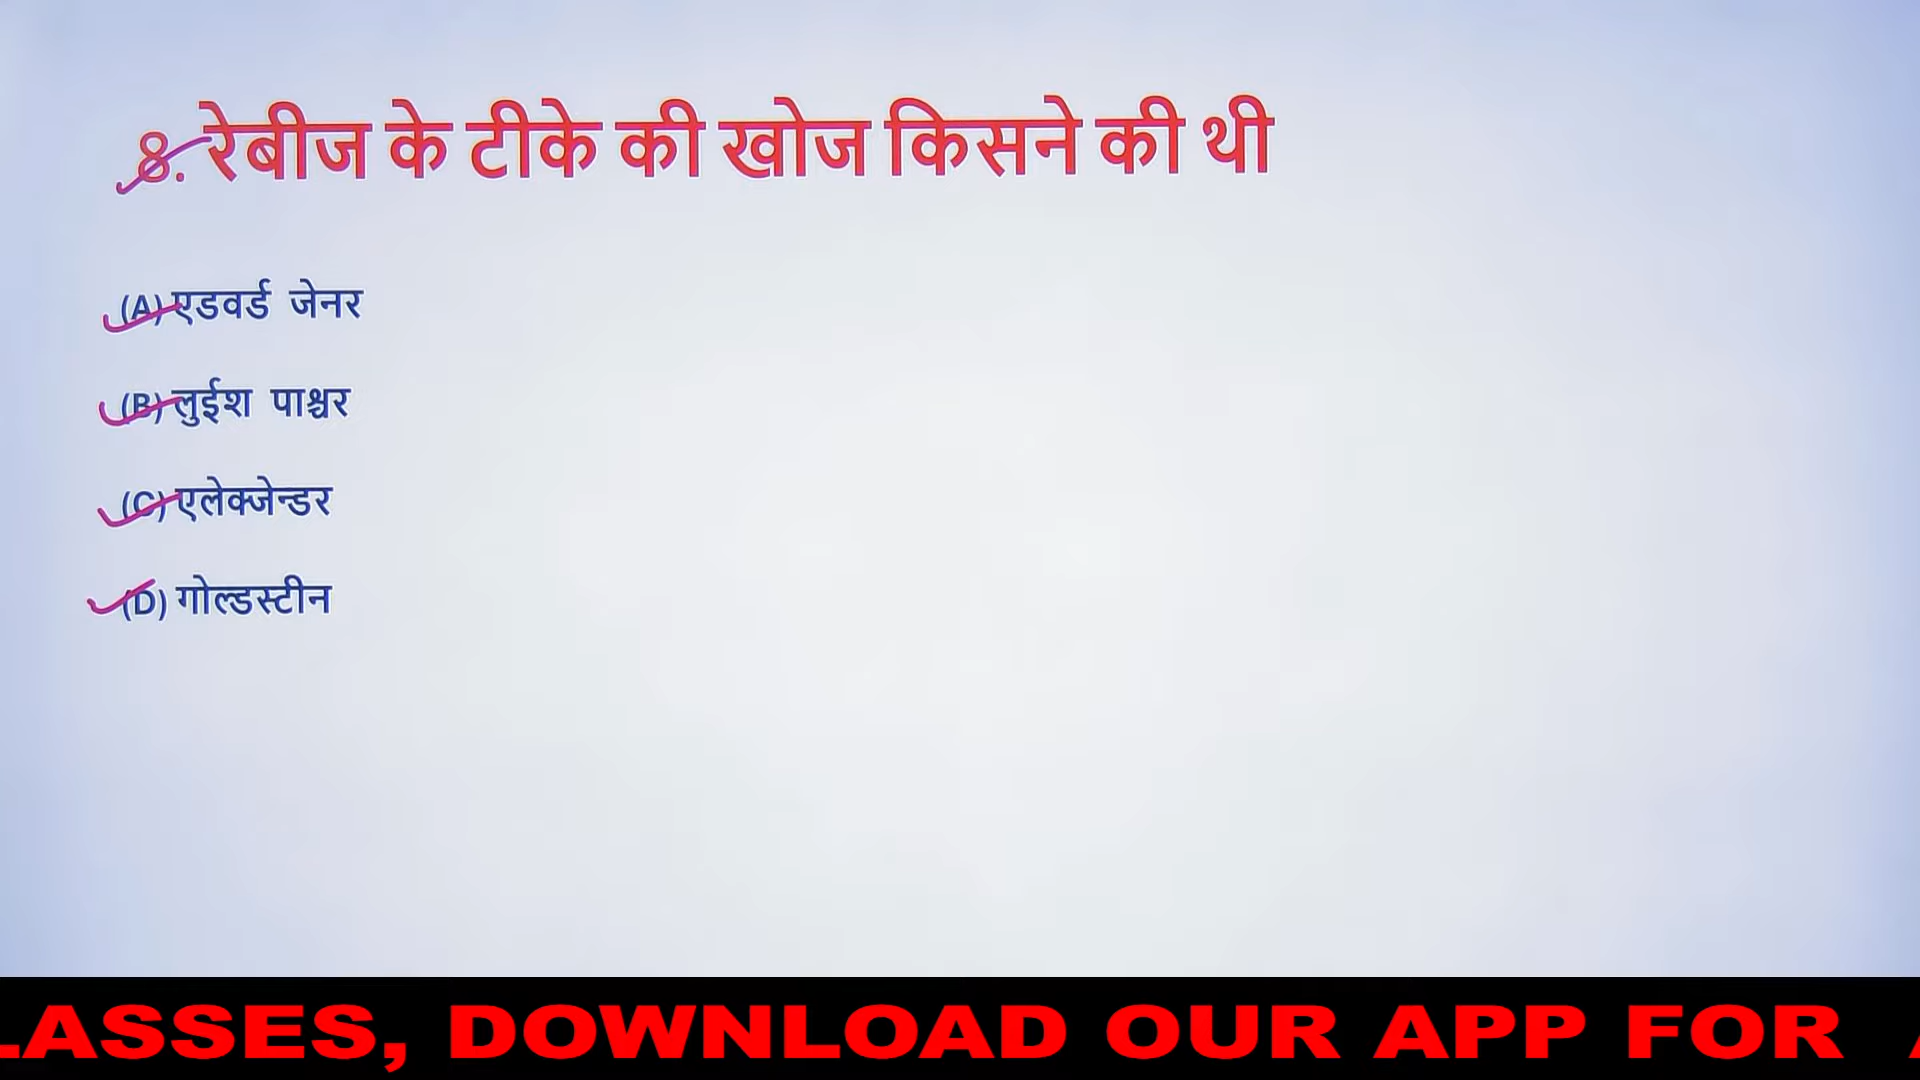 8. रेबीज के टीके की खोज किसने की थी
(A) एडवर्ड जेनर
(B) लुईश पाश्चर
(C) एलेक्जेन्डर
(D) गोल्डस्टीन
LASSES, DOWNLOAD OUR APP FOR